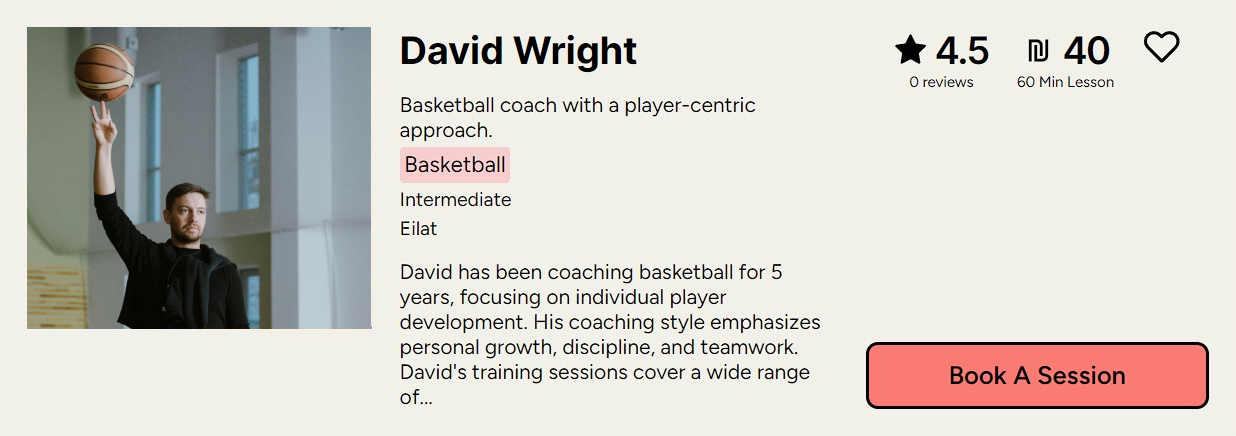 David Wright
Basketball coach with a player-centric
approach.
Basketball
Intermediate
Eilat
David has been coaching basketball for 5
years, focusing on individual player
development. His coaching style emphasizes
personal growth, discipline, and teamwork.
David's training sessions cover a wide range
of...
4.5
0 reviews
₪ 40
60 Min Lesson
Book A Session